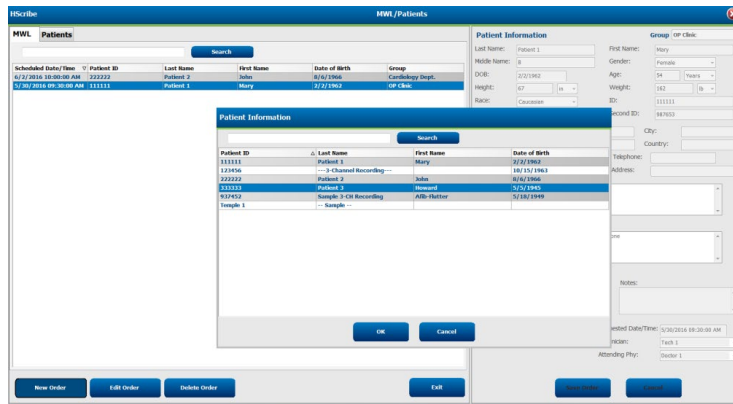 HScribe MWL/Patients
MWL Patients
Search
Scheduled Date/Time Patient ID Last Name First Name Date of Birth Group
6/2/2016 10:00:00 AM 222222 Patient 2 John 8/6/1966 Cardiology Dept.
5/30/2016 09:30:00 AM 111111 Patient 1 Mary 2/2/1962 OP Clinic
Patient Information Group OP Clinic
Last Name: Patient 1 First Name: Mary
Middle Name: B Gender: Female
DOB: 2/2/1962 Age: 54 Years
Height: 67 in Weight: 162 lb
Race: Caucasian ID: 111111
Second ID: 987653
City:
Country:
Telephone:
Address:
Notes:
Date/Time: 5/30/2016 09:30:00 AM
Tech 1
Attending Phy: Doctor 1
Patient Information
Search
Patient ID Last Name First Name Date of Birth
111111 Patient 1 Mary 2/2/1962
123456 ---3-Channel Recording--- 10/15/1963
222222 Patient 2 John 8/6/1966
333333 Patient 3 Howard 5/5/1945
937452 Sample 3-CH Recording Afib-Flutter 5/18/1949
Temple 1 -- Sample --
OK Cancel
New Order Edit Order Delete Order Exit Save Order Cancel